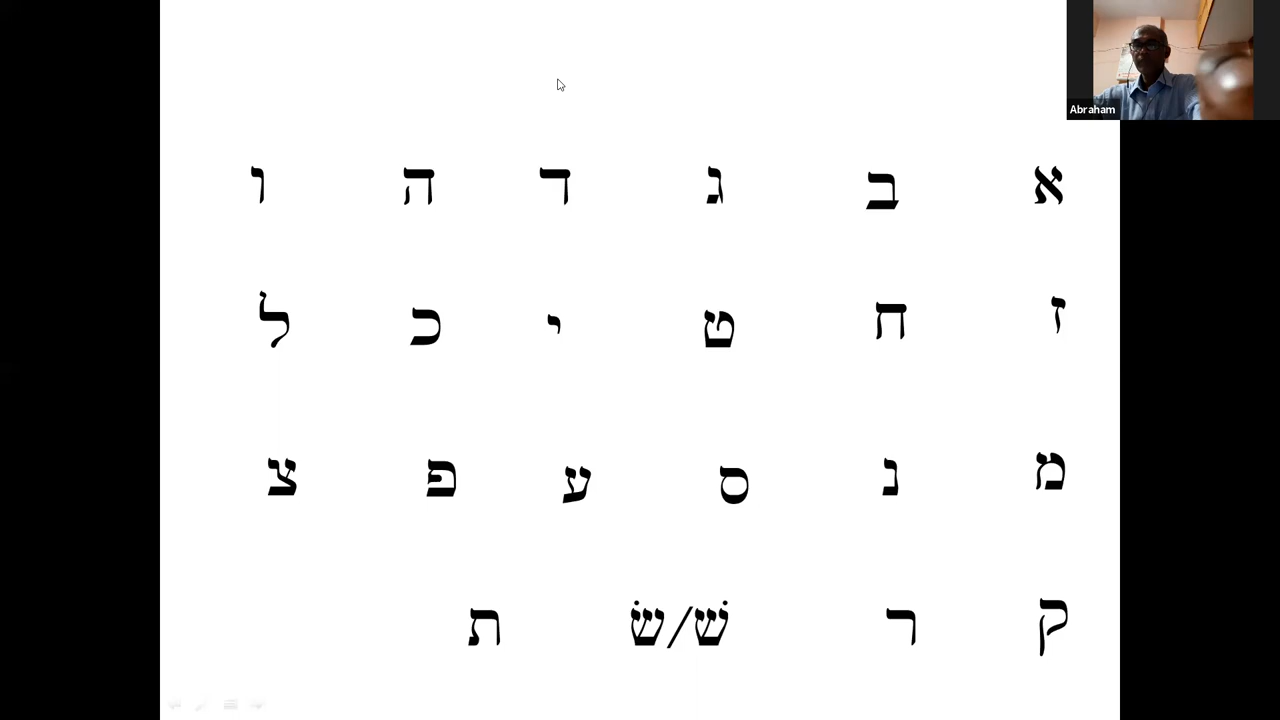 Abraham
א ב ג ד ה ו
ז ח ט י כ ל
מ נ ס ע פ צ
ק ר שׁ/שׂ ת